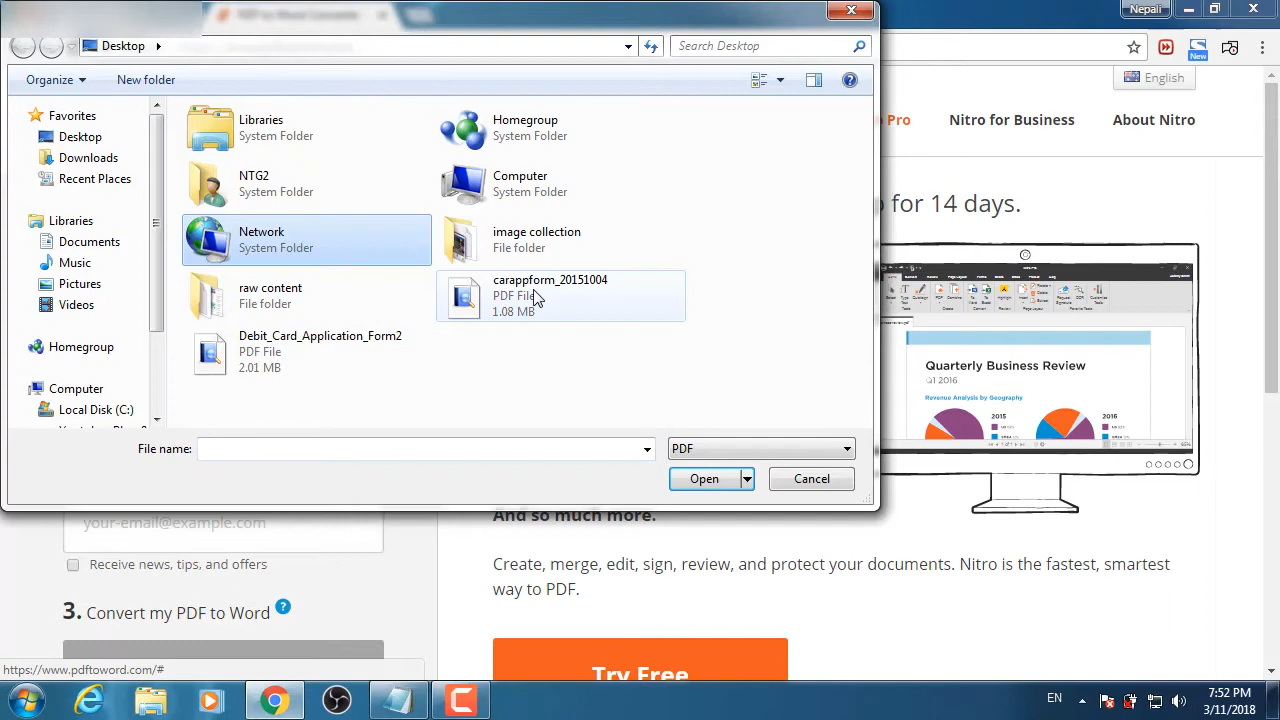 Nepali
Desktop
Search Desktop
New
Organize
New folder
English
Favorites
Desktop
Downloads
Recent Places
Libraries
Documents
Music
Pictures
Videos
Homegroup
Computer
Local Disk (C:)
Libraries
System Folder
Homegroup
System Folder
NTG2
System Folder
Computer
System Folder
Network
System Folder
image collection
File folder
raw content
File folder
carappform_20151004
PDF File
1.08 MB
Debit_Card_Application_Form2
PDF File
2.01 MB
File name:
PDF
Open
Cancel
Pro
Nitro for Business
About Nitro
for 14 days.
Quarterly Business Review
Q1 2016
Revenue Analysis by Geography
2015
2016
your-email@example.com
Receive news, tips, and offers
3. Convert my PDF to Word ?
And so much more.
Create, merge, edit, sign, review, and protect your documents. Nitro is the fastest, smartest
way to PDF.
Try Free
https://www.pdftoword.com/#
EN
7:52 PM
3/11/2018